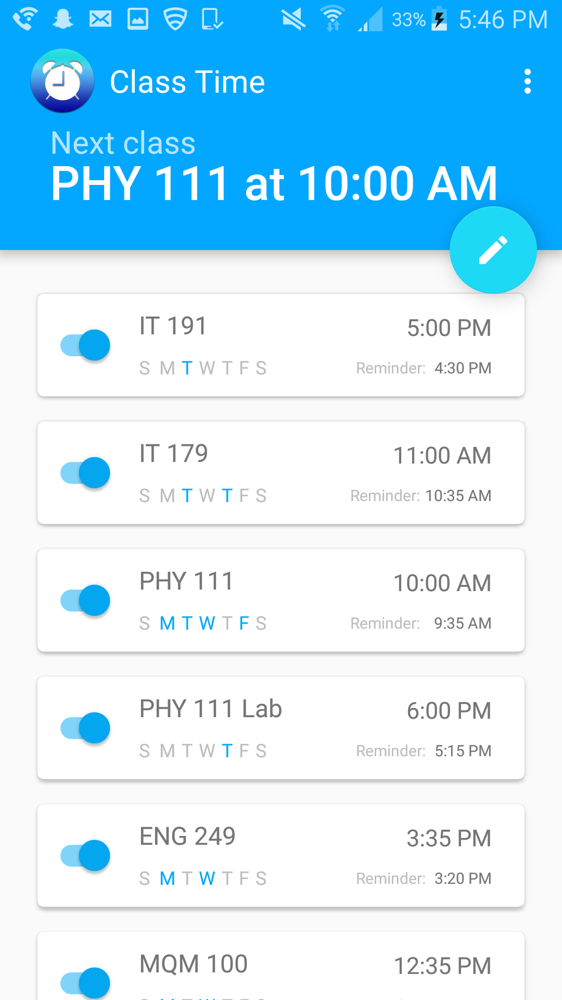 33% 5:46 PM
Class Time
Next class
PHY 111 at 10:00 AM
IT 191 5:00 PM
S M T W T F S Reminder: 4:30 PM
IT 179 11:00 AM
S M T W T F S Reminder: 10:35 AM
PHY 111 10:00 AM
S M T W T F S Reminder: 9:35 AM
PHY 111 Lab 6:00 PM
S M T W T F S Reminder: 5:15 PM
ENG 249 3:35 PM
S M T W T F S Reminder: 3:20 PM
MQM 100 12:35 PM